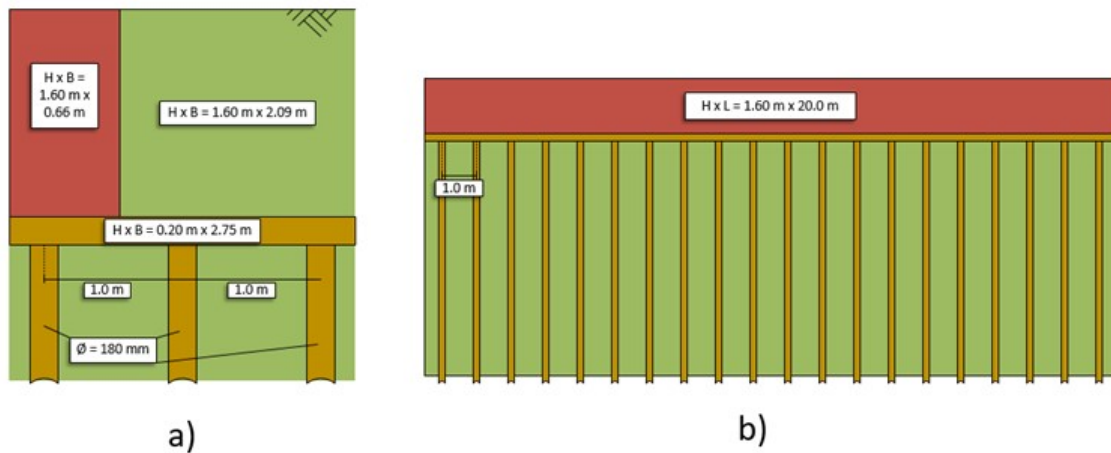 H x B =
1.60 m x
0.66 m
H x B = 1.60 m x 2.09 m
H x B = 0.20 m x 2.75 m
1.0 m
1.0 m
Ø = 180 mm
a)
H x L = 1.60 m x 20.0 m
1.0 m
b)